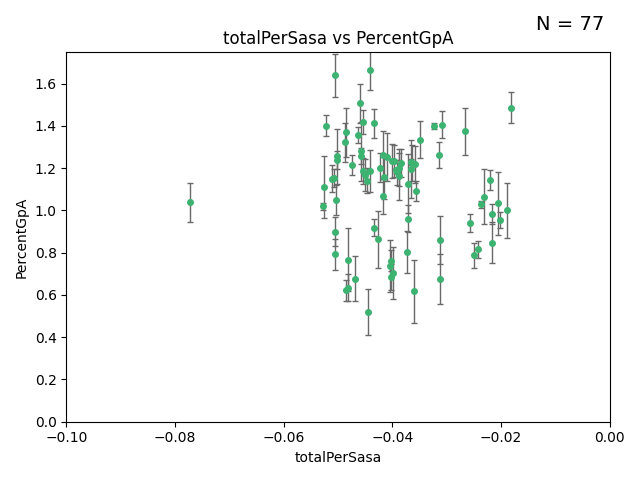 N = 77
totalPerSasa vs PercentGpA
PercentGpA
1.6
1.4
1.2
1.0
0.8
0.6
0.4
0.2
0.0
−0.10 −0.08 −0.06 −0.04 −0.02 0.00
totalPerSasa